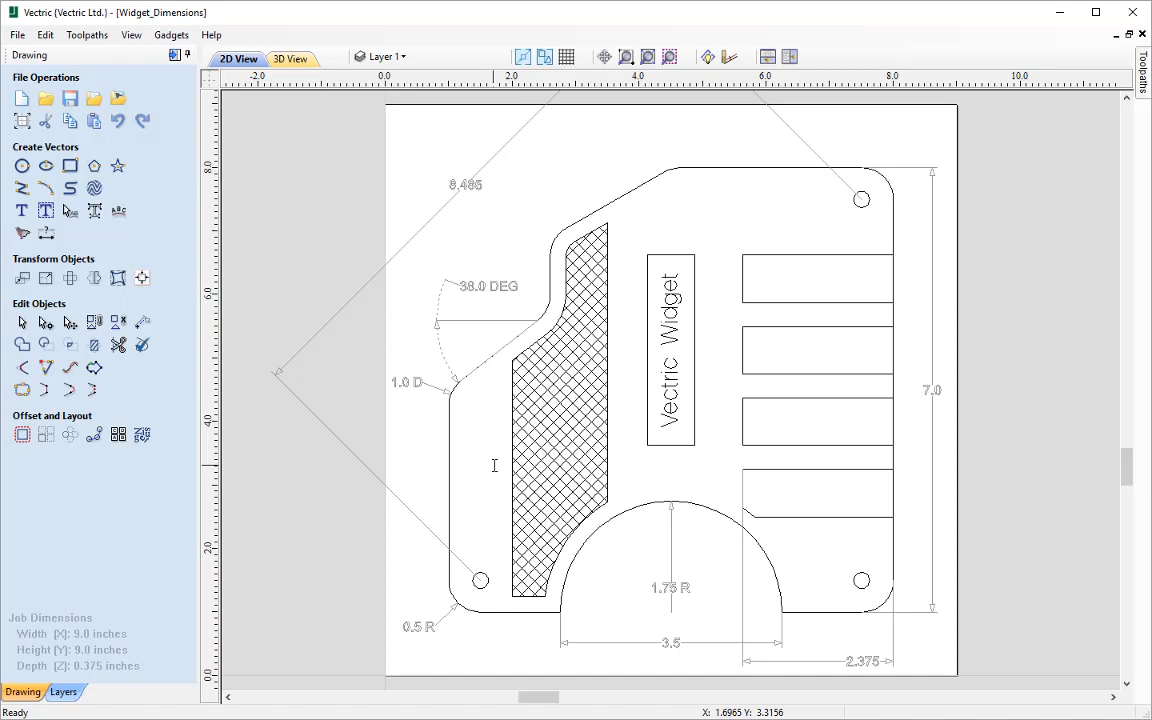 Vectric {Vectric Ltd.} - [Widget_Dimensions]
File Edit Toolpaths View Gadgets Help
Drawing
2D View
3D View
Layer 1
Toolpaths
File Operations
Create Vectors
Transform Objects
Edit Objects
Offset and Layout
-2.0 0.0 2.0 4.0 6.0 8.0 10.0
8.0
6.0
4.0
2.0
0.0
8.485
38.0 DEG
1.0 D
Vectric Widget
7.0
1.75 R
0.5 R
3.5
2.375
Job Dimensions
Width (X): 9.0 inches
Height (Y): 9.0 inches
Depth (Z): 0.375 inches
Drawing Layers
Ready
X: 1.6965 Y: 3.3156